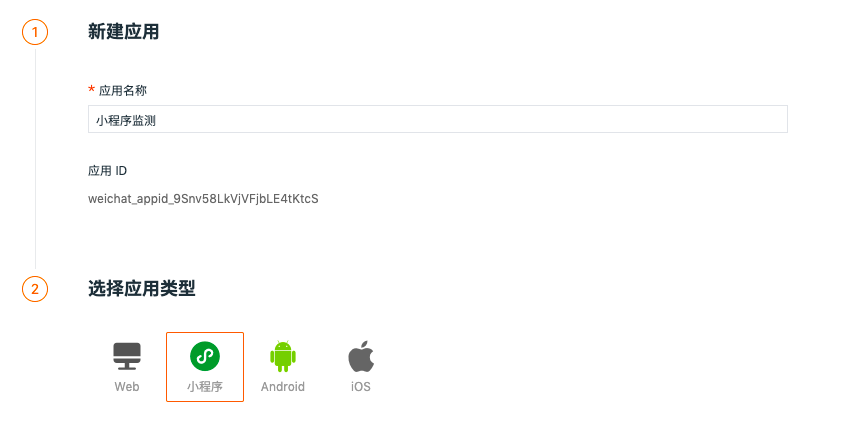 1
新建应用
* 应用名称
小程序监测
应用 ID
weichat_appid_9Snv58LkVjVFjbLE4tKtcS
2
选择应用类型
Web 小程序 Android iOS